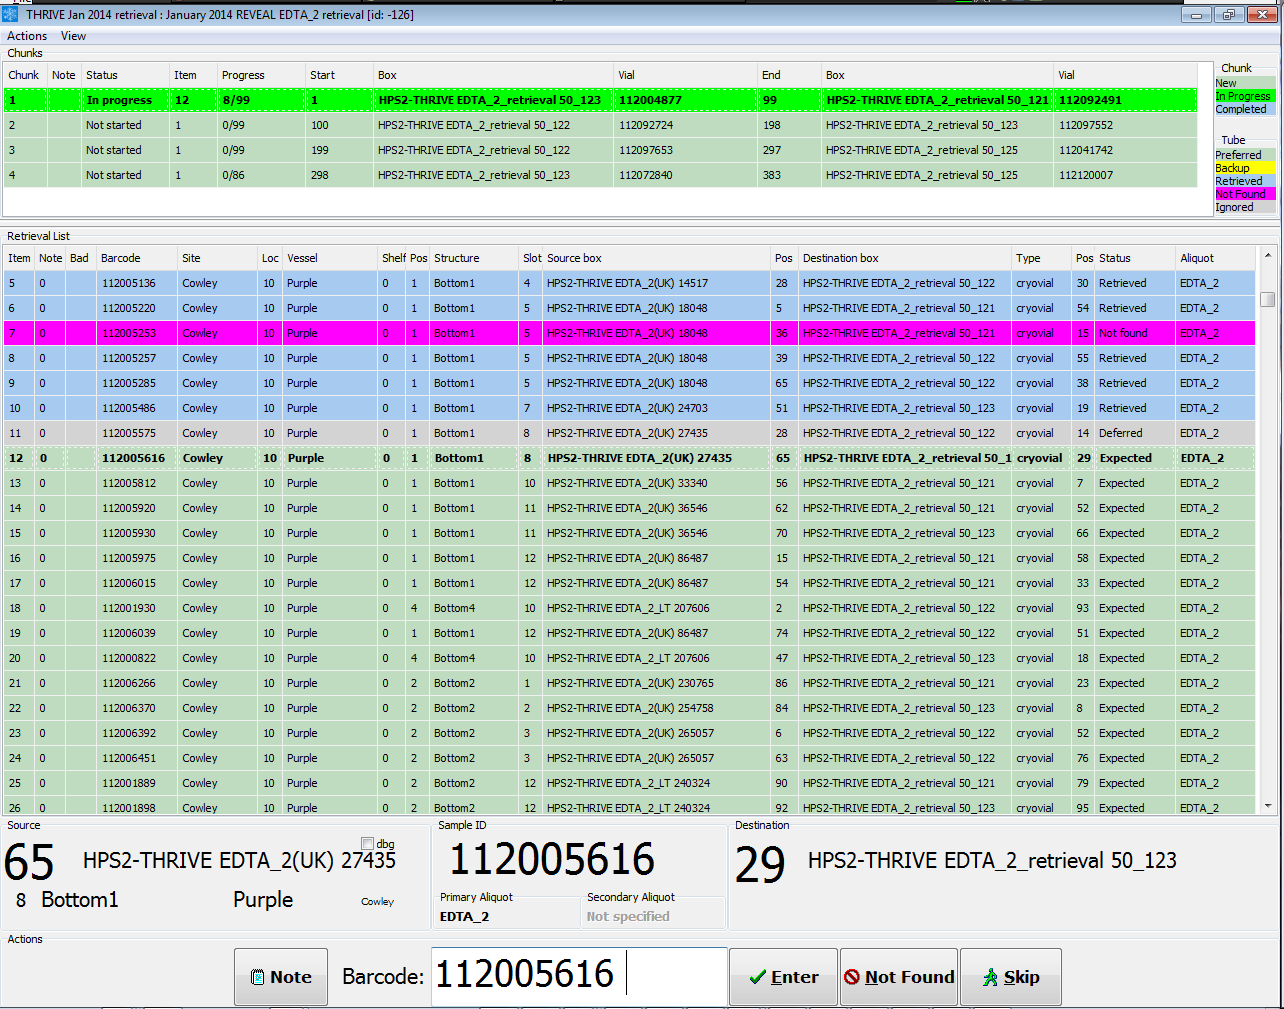 THRIVE Jan 2014 retrieval : January 2014 REVEAL EDTA_2 retrieval [id: -126]
Actions View
Chunks
Chunk Note Status Item Progress Start Box Vial End Box Vial
1 In progress 12 8/99 1 HPS2-THRIVE EDTA_2_retrieval 50_123 112004877 99 HPS2-THRIVE EDTA_2_retrieval 50_121 112092491
2 Not started 1 0/99 100 HPS2-THRIVE EDTA_2_retrieval 50_122 112092724 198 HPS2-THRIVE EDTA_2_retrieval 50_123 112097552
3 Not started 1 0/99 199 HPS2-THRIVE EDTA_2_retrieval 50_122 112097653 297 HPS2-THRIVE EDTA_2_retrieval 50_125 112041742
4 Not started 1 0/86 298 HPS2-THRIVE EDTA_2_retrieval 50_123 112072840 383 HPS2-THRIVE EDTA_2_retrieval 50_125 112120007
Chunk
New
In Progress
Completed
Tube
Preferred
Backup
Retrieved
Not Found
Ignored
Retrieval List
Item Note Bad Barcode Site Loc Vessel Shelf Pos Structure Slot Source box Pos Destination box Type Pos Status Aliquot
5 0 112005136 Cowley 10 Purple 0 1 Bottom1 4 HPS2-THRIVE EDTA_2(UK) 14517 28 HPS2-THRIVE EDTA_2_retrieval 50_122 cryovial 30 Retrieved EDTA_2
6 0 112005220 Cowley 10 Purple 0 1 Bottom1 5 HPS2-THRIVE EDTA_2(UK) 18048 5 HPS2-THRIVE EDTA_2_retrieval 50_121 cryovial 54 Retrieved EDTA_2
7 0 112005253 Cowley 10 Purple 0 1 Bottom1 5 HPS2-THRIVE EDTA_2(UK) 18048 36 HPS2-THRIVE EDTA_2_retrieval 50_121 cryovial 15 Not found EDTA_2
8 0 112005257 Cowley 10 Purple 0 1 Bottom1 5 HPS2-THRIVE EDTA_2(UK) 18048 39 HPS2-THRIVE EDTA_2_retrieval 50_122 cryovial 55 Retrieved EDTA_2
9 0 112005285 Cowley 10 Purple 0 1 Bottom1 5 HPS2-THRIVE EDTA_2(UK) 18048 65 HPS2-THRIVE EDTA_2_retrieval 50_122 cryovial 38 Retrieved EDTA_2
10 0 112005486 Cowley 10 Purple 0 1 Bottom1 7 HPS2-THRIVE EDTA_2(UK) 24703 51 HPS2-THRIVE EDTA_2_retrieval 50_123 cryovial 19 Retrieved EDTA_2
11 0 112005575 Cowley 10 Purple 0 1 Bottom1 8 HPS2-THRIVE EDTA_2(UK) 27435 28 HPS2-THRIVE EDTA_2_retrieval 50_122 cryovial 14 Deferred EDTA_2
12 0 112005616 Cowley 10 Purple 0 1 Bottom1 8 HPS2-THRIVE EDTA_2(UK) 27435 65 HPS2-THRIVE EDTA_2_retrieval 50_1 cryovial 29 Expected EDTA_2
13 0 112005812 Cowley 10 Purple 0 1 Bottom1 10 HPS2-THRIVE EDTA_2(UK) 33340 56 HPS2-THRIVE EDTA_2_retrieval 50_121 cryovial 7 Expected EDTA_2
14 0 112005920 Cowley 10 Purple 0 1 Bottom1 11 HPS2-THRIVE EDTA_2(UK) 36546 62 HPS2-THRIVE EDTA_2_retrieval 50_121 cryovial 52 Expected EDTA_2
15 0 112005930 Cowley 10 Purple 0 1 Bottom1 11 HPS2-THRIVE EDTA_2(UK) 36546 70 HPS2-THRIVE EDTA_2_retrieval 50_123 cryovial 66 Expected EDTA_2
16 0 112005975 Cowley 10 Purple 0 1 Bottom1 12 HPS2-THRIVE EDTA_2(UK) 86487 15 HPS2-THRIVE EDTA_2_retrieval 50_121 cryovial 58 Expected EDTA_2
17 0 112006015 Cowley 10 Purple 0 1 Bottom1 12 HPS2-THRIVE EDTA_2(UK) 86487 54 HPS2-THRIVE EDTA_2_retrieval 50_121 cryovial 33 Expected EDTA_2
18 0 112001930 Cowley 10 Purple 0 4 Bottom4 10 HPS2-THRIVE EDTA_2_LT 207606 2 HPS2-THRIVE EDTA_2_retrieval 50_122 cryovial 93 Expected EDTA_2
19 0 112006039 Cowley 10 Purple 0 1 Bottom1 12 HPS2-THRIVE EDTA_2(UK) 86487 74 HPS2-THRIVE EDTA_2_retrieval 50_122 cryovial 51 Expected EDTA_2
20 0 112000822 Cowley 10 Purple 0 4 Bottom4 10 HPS2-THRIVE EDTA_2_LT 207606 47 HPS2-THRIVE EDTA_2_retrieval 50_123 cryovial 18 Expected EDTA_2
21 0 112006266 Cowley 10 Purple 0 2 Bottom2 1 HPS2-THRIVE EDTA_2(UK) 230765 86 HPS2-THRIVE EDTA_2_retrieval 50_121 cryovial 23 Expected EDTA_2
22 0 112006370 Cowley 10 Purple 0 2 Bottom2 2 HPS2-THRIVE EDTA_2(UK) 254758 84 HPS2-THRIVE EDTA_2_retrieval 50_123 cryovial 8 Expected EDTA_2
23 0 112006392 Cowley 10 Purple 0 2 Bottom2 3 HPS2-THRIVE EDTA_2(UK) 265057 6 HPS2-THRIVE EDTA_2_retrieval 50_122 cryovial 52 Expected EDTA_2
24 0 112006451 Cowley 10 Purple 0 2 Bottom2 3 HPS2-THRIVE EDTA_2(UK) 265057 63 HPS2-THRIVE EDTA_2_retrieval 50_122 cryovial 76 Expected EDTA_2
25 0 112001889 Cowley 10 Purple 0 2 Bottom2 12 HPS2-THRIVE EDTA_2_LT 240324 90 HPS2-THRIVE EDTA_2_retrieval 50_121 cryovial 79 Expected EDTA_2
26 0 112001898 Cowley 10 Purple 0 2 Bottom2 12 HPS2-THRIVE EDTA_2_LT 240324 92 HPS2-THRIVE EDTA_2_retrieval 50_123 cryovial 95 Expected EDTA_2
Source
dbg
65 HPS2-THRIVE EDTA_2(UK) 27435
8 Bottom1 Purple Cowley
Sample ID
112005616
Primary Aliquot Secondary Aliquot
EDTA_2 Not specified
Destination
29 HPS2-THRIVE EDTA_2_retrieval 50_123
Actions
Note Barcode: 112005616 Enter Not Found Skip